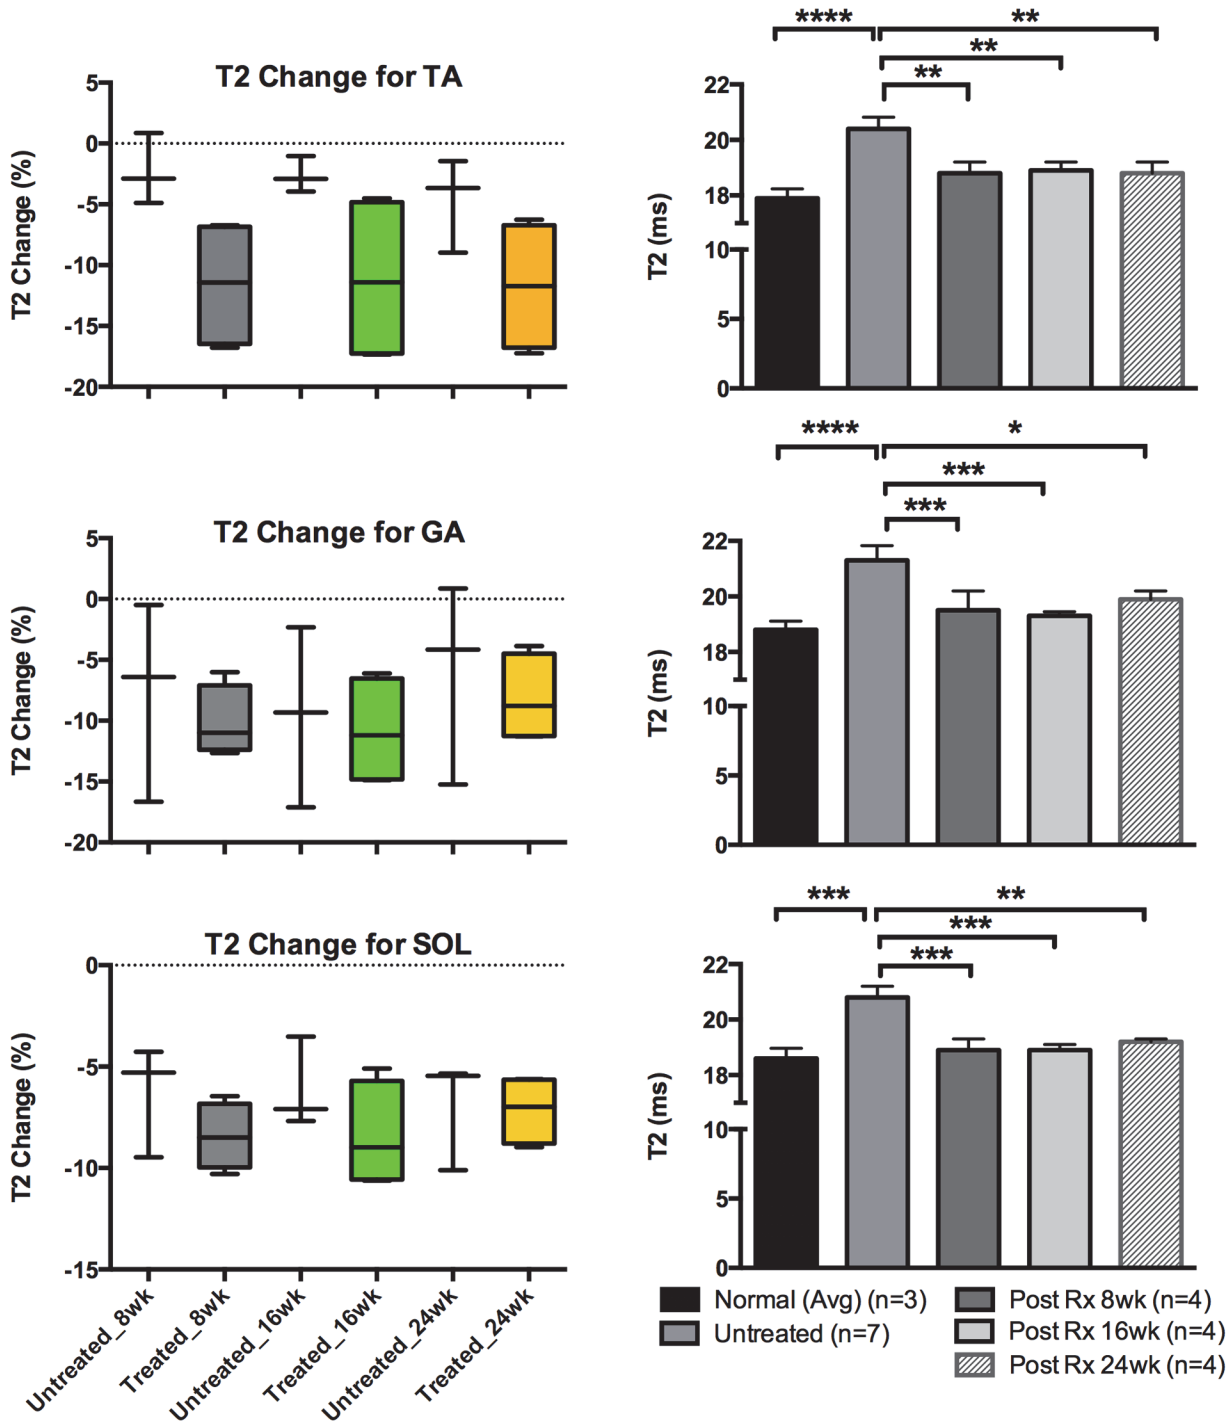 T2 Change for TA
T2 Change (%)
5
0
-5
-10
-15
-20
****
**
**
**
T2 (ms)
22
20
18
10
5
0
T2 Change for GA
T2 Change (%)
5
0
-5
-10
-15
-20
****
*
***
***
T2 (ms)
22
20
18
10
5
0
T2 Change for SOL
T2 Change (%)
0
-5
-10
-15
Untreated_8wk
Treated_8wk
Untreated_16wk
Treated_16wk
Untreated_24wk
Treated_24wk
***
**
***
***
T2 (ms)
22
20
18
10
5
0
Normal (Avg) (n=3)
Untreated (n=7)
Post Rx 8wk (n=4)
Post Rx 16wk (n=4)
Post Rx 24wk (n=4)